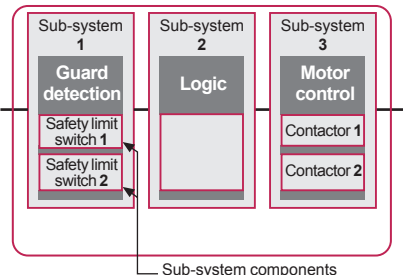 Sub-system
1
Guard
detection
Safety limit
switch 1
Safety limit
switch 2
Sub-system
2
Logic
Sub-system
3
Motor
control
Contactor 1
Contactor 2
Sub-system components